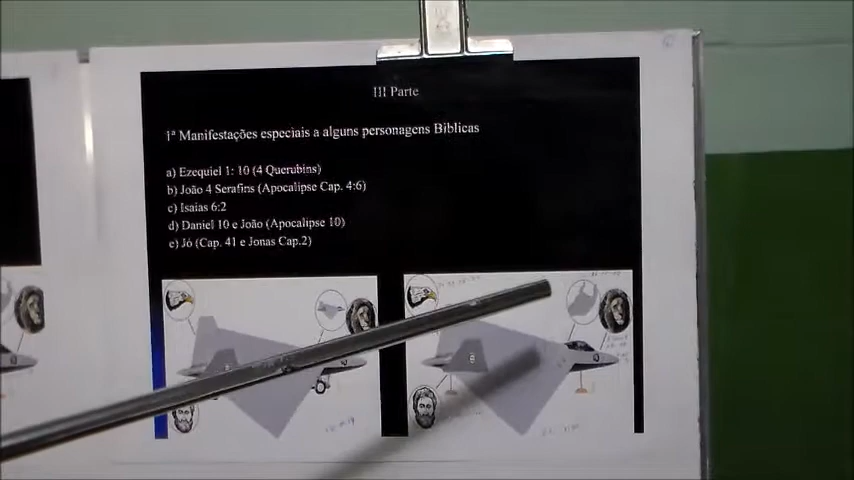 III Parte
1ª Manifestações especiais a alguns personagens Bíblicas
a) Ezequiel 1: 10 (4 Querubins)
b) João 4 Serafins (Apocalipse Cap. 4:6)
c) Isaias 6:2
d) Daniel 10 e João (Apocalipse 10)
e) Jó (Cap. 41 e Jonas Cap.2)